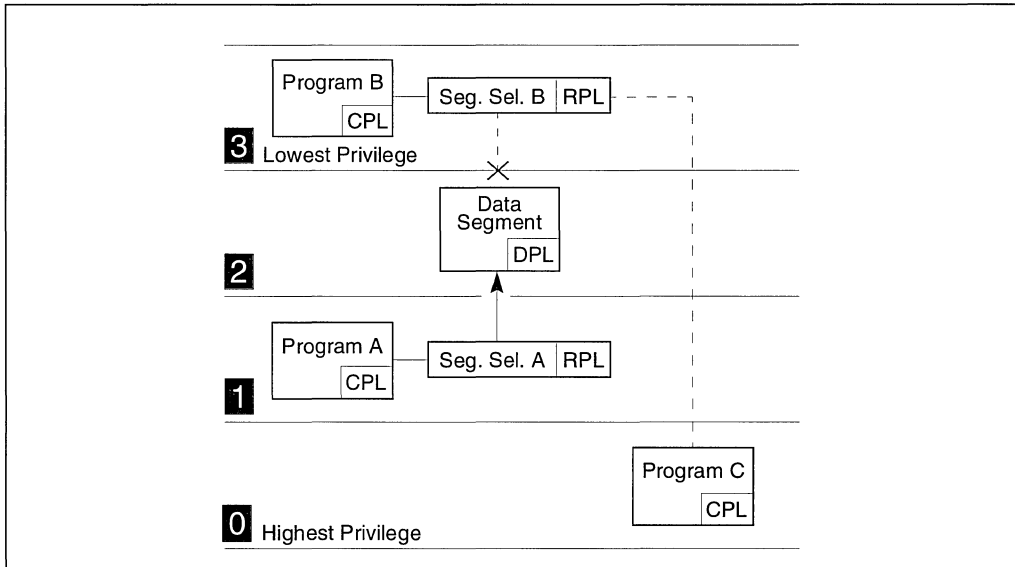 Program B
CPL
Seg. Sel. B
RPL
3
Lowest Privilege
Data
Segment
DPL
2
Program A
CPL
Seg. Sel. A
RPL
1
Program C
CPL
0
Highest Privilege